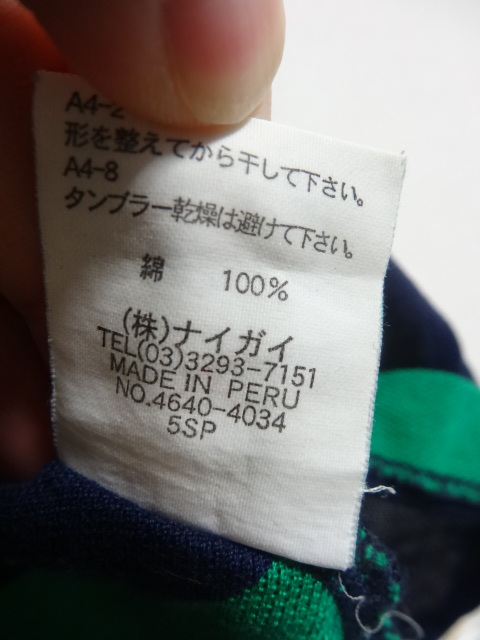 A4-2
形を整えてから干して下さい。
A4-8
タンブラー乾燥は避けて下さい。
綿 100%
(株)ナイガイ
TEL(03)3293-7151
MADE IN PERU
NO.4640-4034
5SP